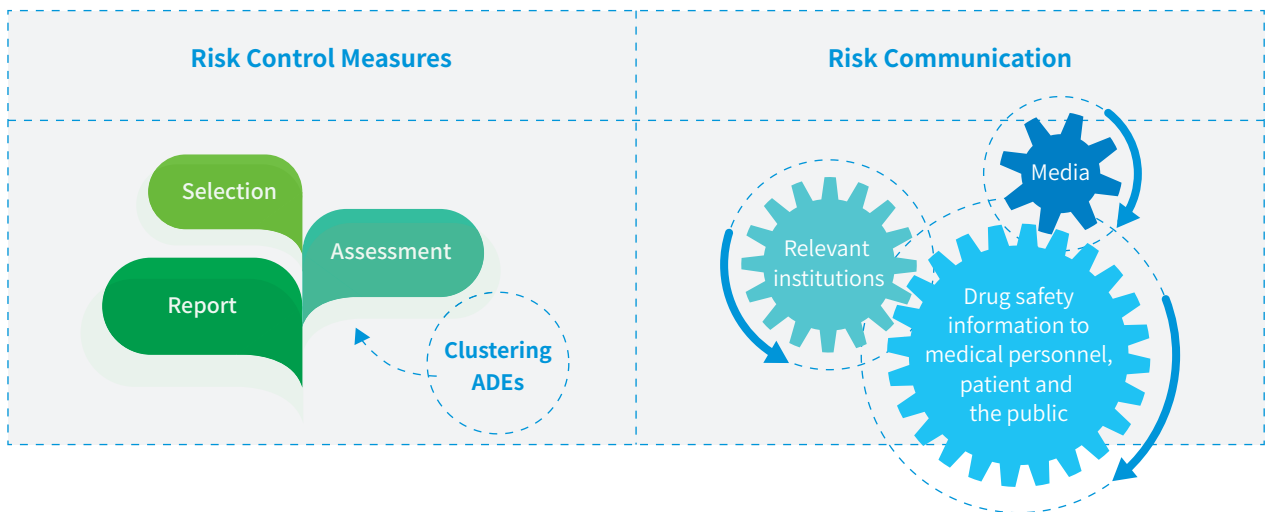 Risk Control Measures
Risk Communication
Selection
Assessment
Report
Clustering
ADEs
Media
Relevant
institutions
Drug safety
information to
medical personnel,
patient and
the public